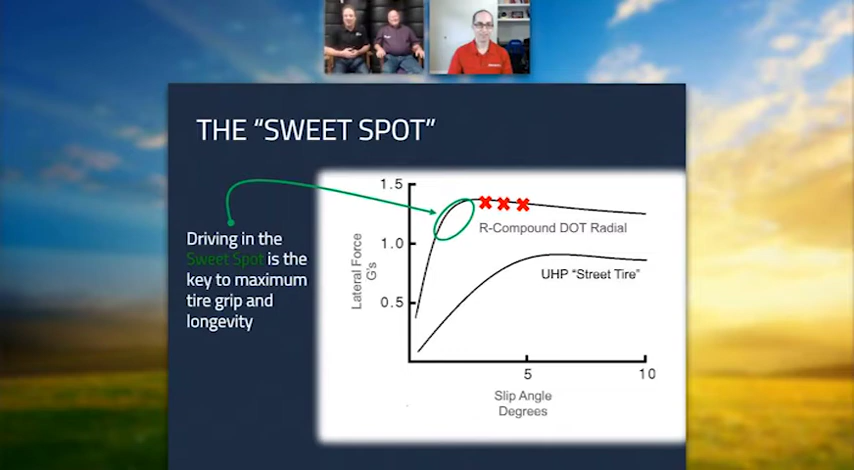 THE “SWEET SPOT”
Driving in the
Sweet Spot is the
key to maximum
tire grip and
longevity
Lateral Force
G's
1.5
1.0
0.5
R-Compound DOT Radial
UHP “Street Tire”
5
10
Slip Angle
Degrees